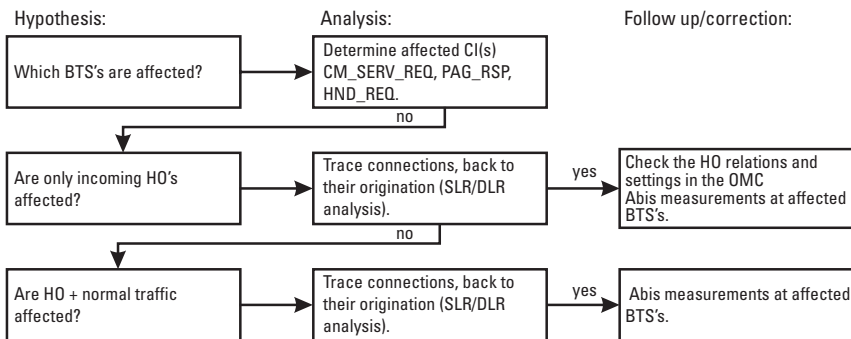 Hypothesis:
Analysis:
Follow up/correction:
Which BTS's are affected?
Determine affected CI(s)
CM_SERV_REQ, PAG_RSP,
HND_REQ.
no
Are only incoming HO's
affected?
Trace connections, back to
their origination (SLR/DLR
analysis).
yes
Check the HO relations and
settings in the OMC
Abis measurements at affected
BTS's.
no
Are HO + normal traffic
affected?
Trace connections, back to
their origination (SLR/DLR
analysis).
yes
Abis measurements at affected
BTS's.